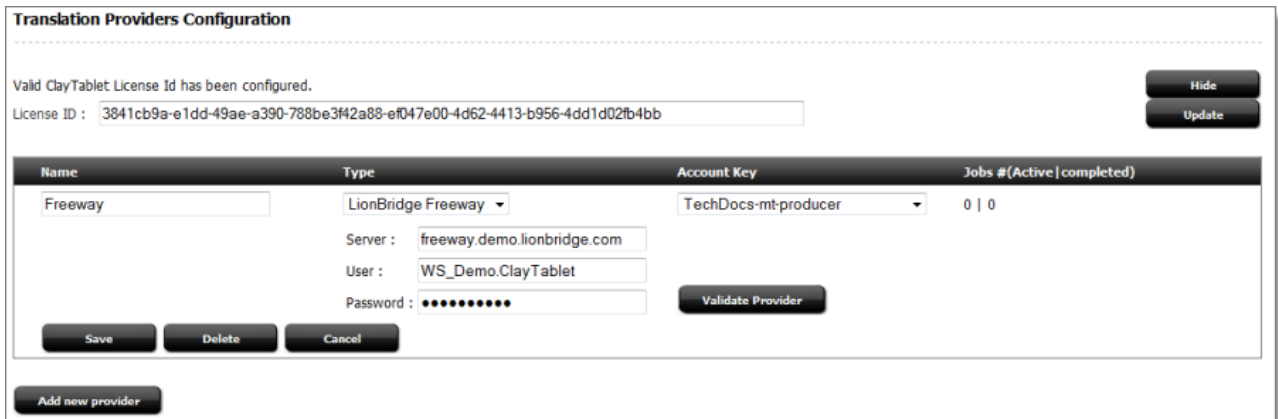 Translation Providers Configuration
Valid ClayTablet License Id has been configured.
Hide
License ID : 3841cb9a-e1dd-49ae-a390-788be3f42a88-ef047e00-4d62-4413-b956-4dd1d02fb4bb
Update
Name Type Account Key Jobs #(Active|completed)
Freeway LionBridge Freeway TechDocs-mt-producer 0 | 0
Server : freeway.demo.lionbridge.com
User : WS_Demo.ClayTablet
Password : ●●●●●●●●●● Validate Provider
Save Delete Cancel
Add new provider